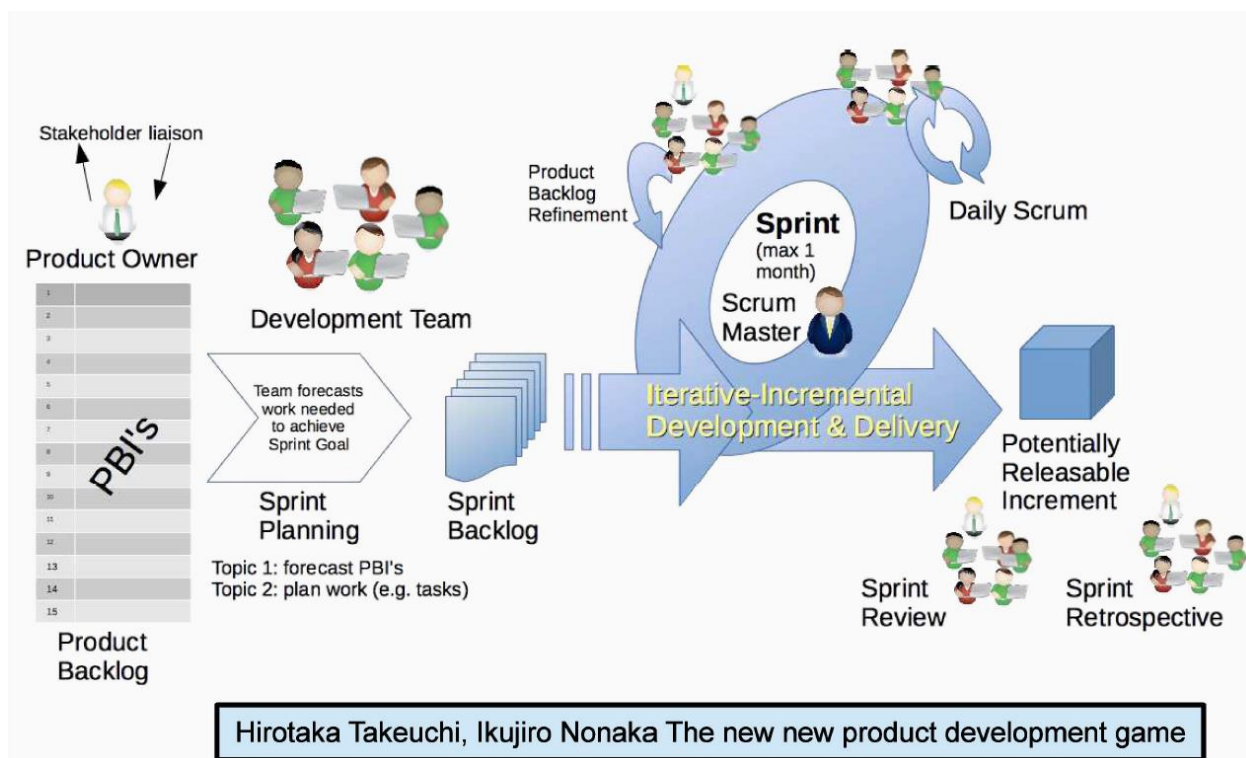 Stakeholder liaison
Product Owner
1
2
3
4
5
6
7
8
9
10
11
12
13
14
15
PBI's
Product
Backlog
Development Team
Team forecasts
work needed
to achieve
Sprint Goal
Sprint
Planning
Topic 1: forecast PBI's
Topic 2: plan work (e.g. tasks)
Sprint
Backlog
Product
Backlog
Refinement
Sprint
(max 1
month)
Scrum
Master
Daily Scrum
Iterative-Incremental
Development & Delivery
Potentially
Releasable
Increment
Sprint
Review
Sprint
Retrospective
Hirotaka Takeuchi, Ikujiro Nonaka The new new product development game